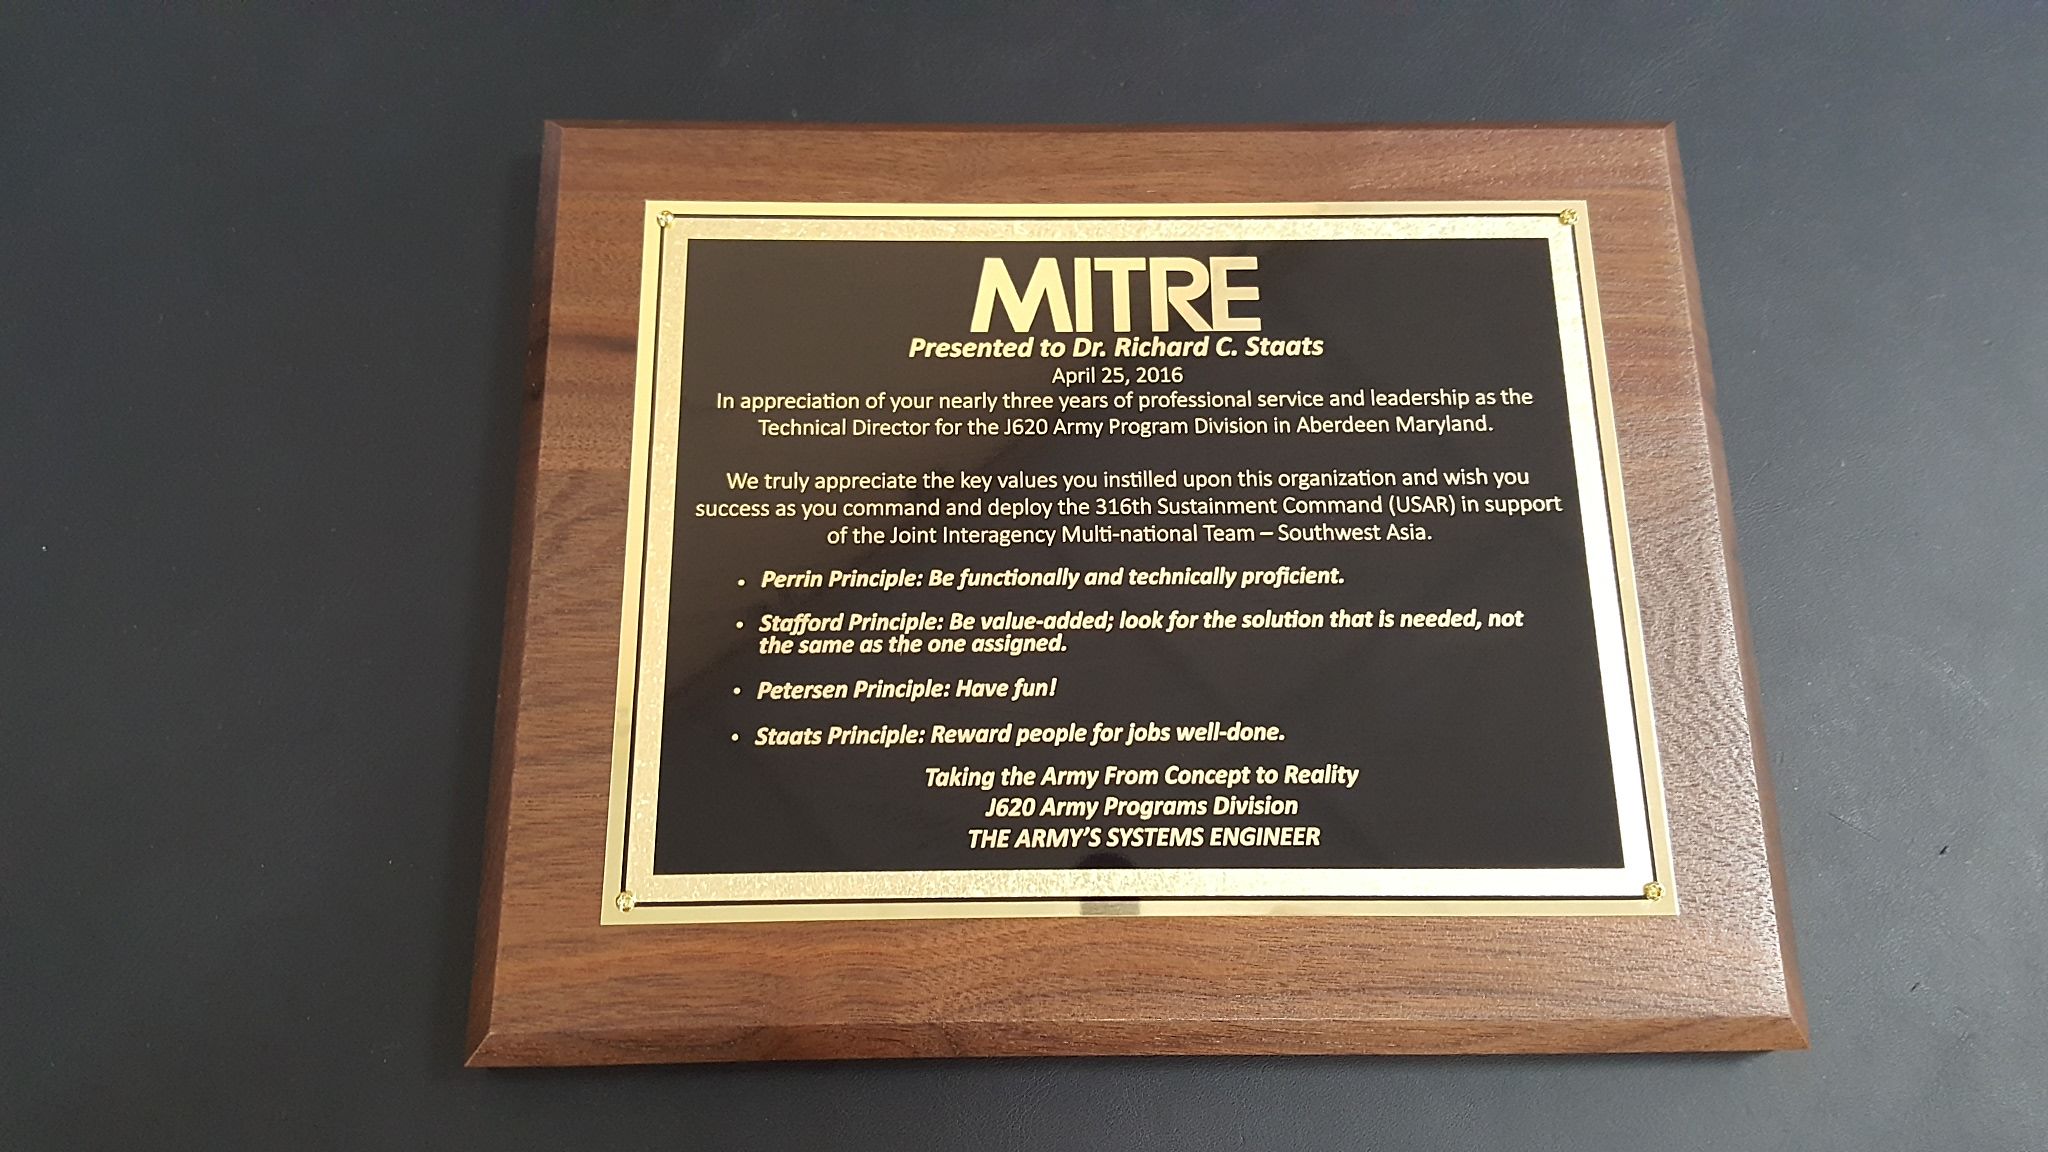 MITRE
Presented to Dr. Richard C. Staats
April 25, 2016
In appreciation of your nearly three years of professional service and leadership as the
Technical Director for the J620 Army Program Division in Aberdeen Maryland.
We truly appreciate the key values you instilled upon this organization and wish you
success as you command and deploy the 316th Sustainment Command (USAR) in support
of the Joint Interagency Multi-national Team – Southwest Asia.
• Perrin Principle: Be functionally and technically proficient.
• Stafford Principle: Be value-added; look for the solution that is needed, not
the same as the one assigned.
• Petersen Principle: Have fun!
• Staats Principle: Reward people for jobs well-done.
Taking the Army From Concept to Reality
J620 Army Programs Division
THE ARMY'S SYSTEMS ENGINEER